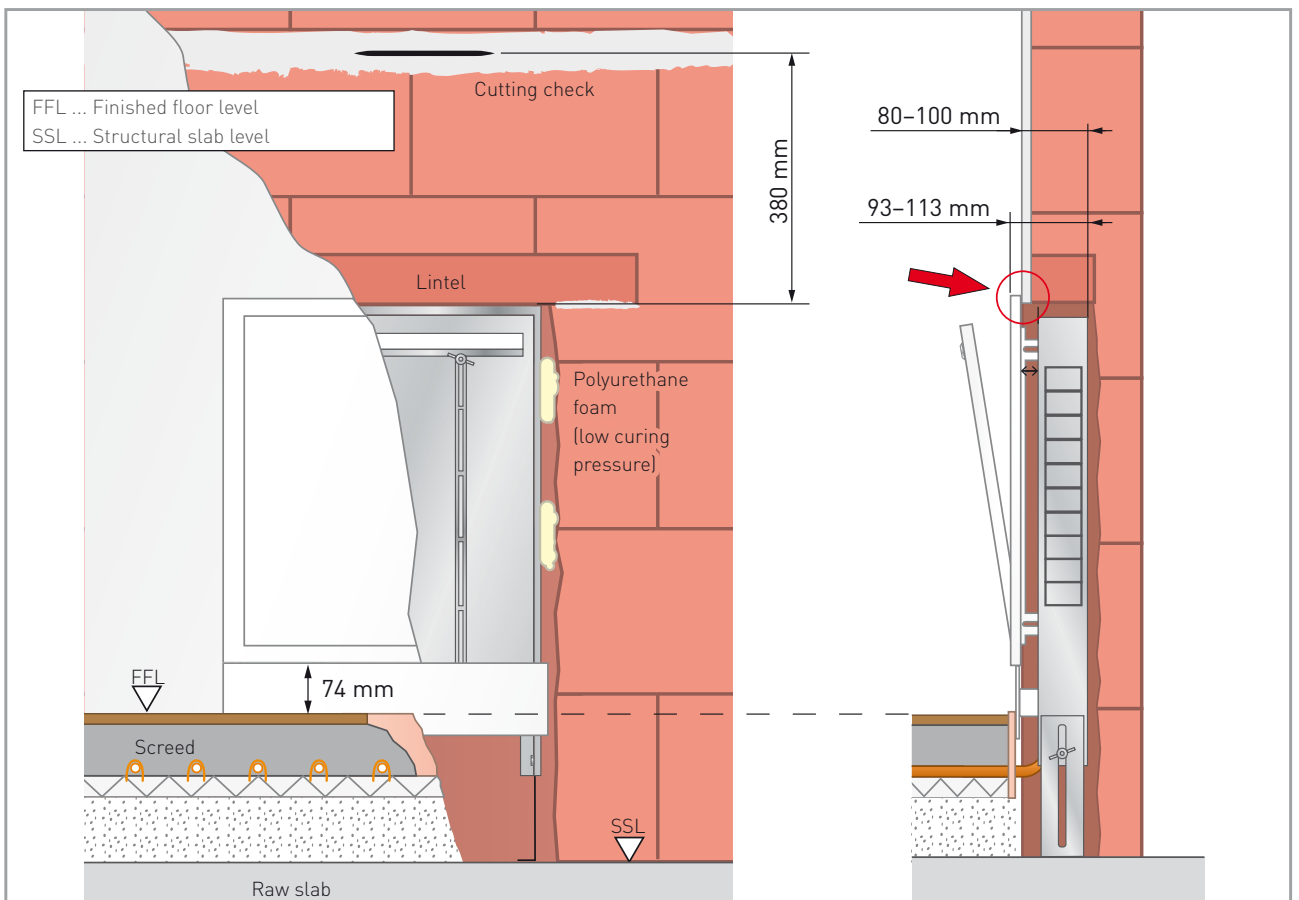 FFL ... Finished floor level
SSL ... Structural slab level
Cutting check
380 mm
80–100 mm
93–113 mm
Lintel
Polyurethane
foam
(low curing
pressure)
FFL
74 mm
Screed
SSL
Raw slab